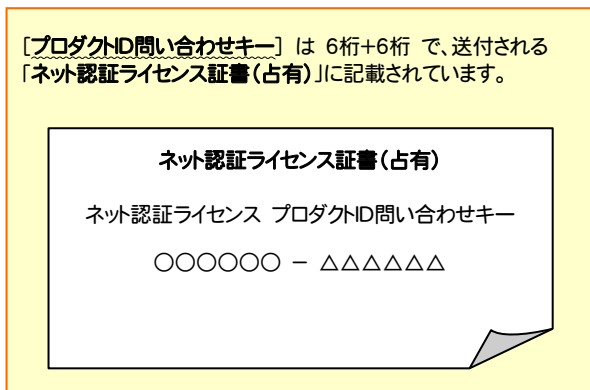 [プロダクトID問い合わせキー] は 6桁+6桁 で、送付される
「ネット認証ライセンス証書(占有)」に記載されています。
ネット認証ライセンス証書(占有)
ネット認証ライセンス プロダクトID問い合わせキー
○○○○○○ - △△△△△△